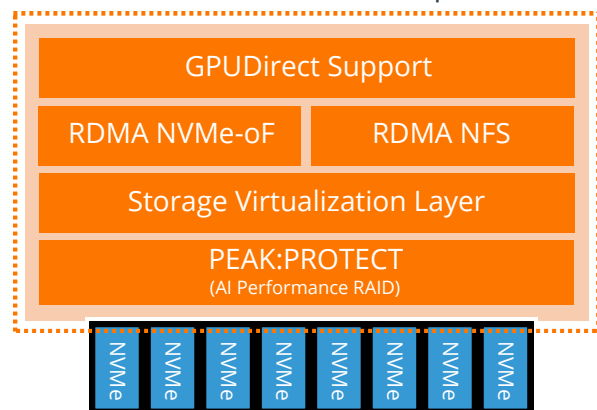 GPUDirect Support
RDMA NVMe-oF
RDMA NFS
Storage Virtualization Layer
PEAK:PROTECT
(AI Performance RAID)
NVMe
NVMe
NVMe
NVMe
NVMe
NVMe
NVMe
NVMe